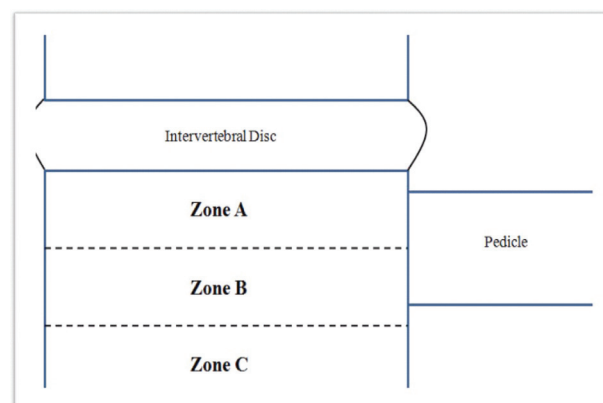 Intervertebral Disc
Zone A
Pedicle
Zone B
Zone C